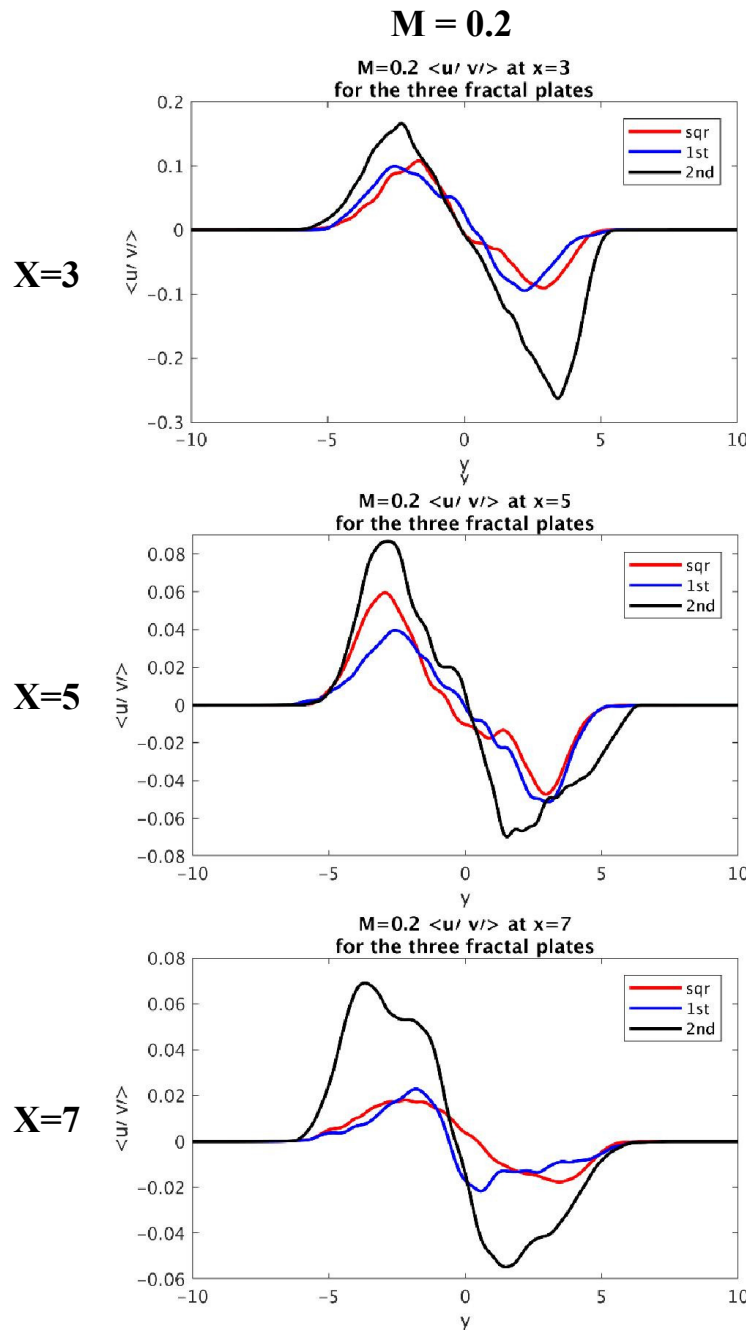 M = 0.2
M=0.2 <u/ v/> at x=3
for the three fractal plates
0.2
0.1
0
-0.1
-0.2
-0.3
<u/ v/>
sqr
1st
2nd
X=3
-10
-5
0
5
10
y
y
M=0.2 <u/ v/> at x=5
for the three fractal plates
0.08
0.06
0.04
0.02
0
-0.02
-0.04
-0.06
-0.08
<u/ v/>
sqr
1st
2nd
X=5
-10
-5
0
5
10
y
M=0.2 <u/ v/> at x=7
for the three fractal plates
0.08
0.06
0.04
0.02
0
-0.02
-0.04
-0.06
<u/ v/>
sqr
1st
2nd
X=7
-10
-5
0
5
10
y